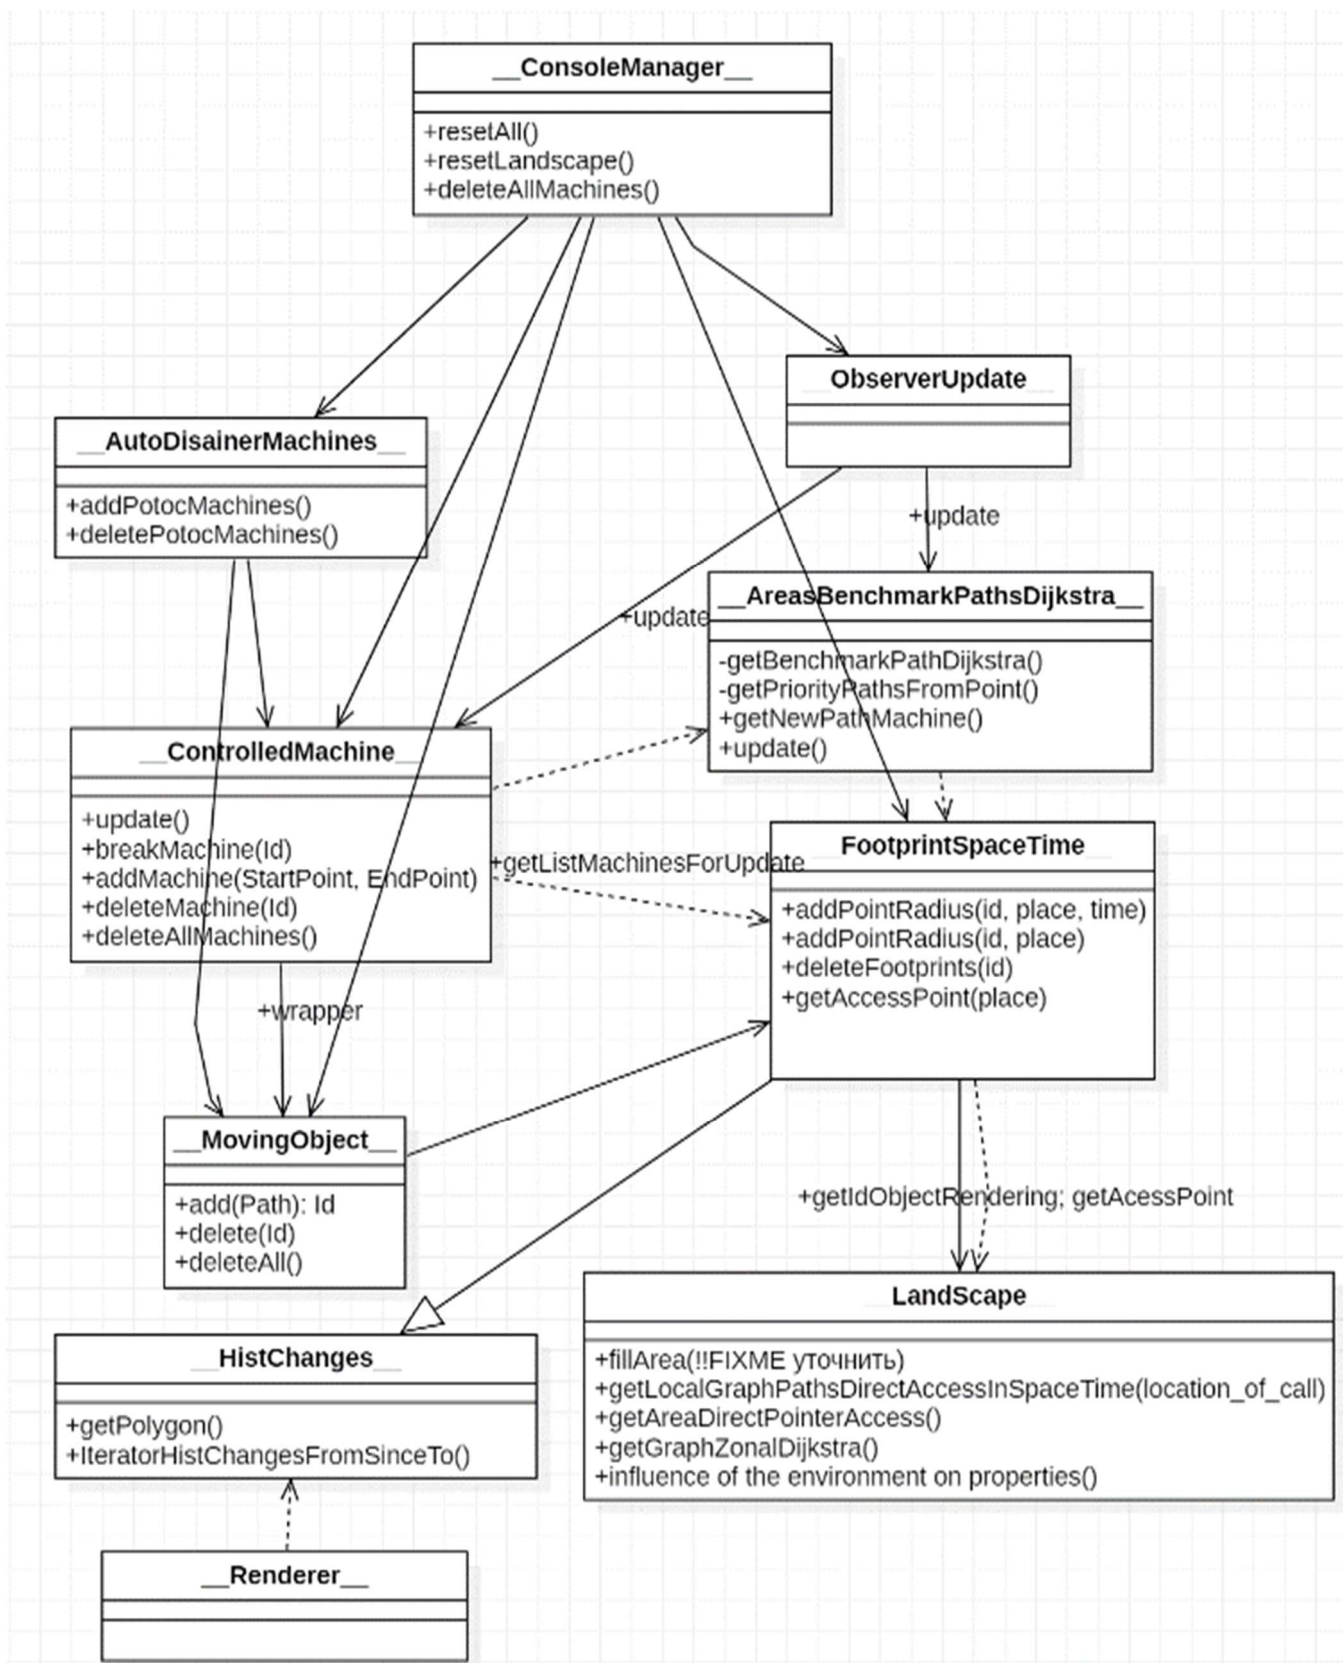 __ConsoleManager__
+resetAll()
+resetLandscape()
+deleteAllMachines()
ObserverUpdate
__AutoDisainerMachines__
+addPotocMachines()
+deletePotocMachines()
+update
__AreasBenchmarkPathsDijkstra__
+update
-getBenchmarkPathDijkstra()
-getPriorityPathsFromPoint()
+getNewPathMachine()
+update()
__ControlledMachine__
+update()
+breakMachine(Id)
+addMachine(StartPoint, EndPoint)
+deleteMachine(Id)
+deleteAllMachines()
FootprintSpaceTime
+getListMachinesForUpdate
+addPointRadius(id, place, time)
+addPointRadius(id, place)
+deleteFootprints(id)
+getAccessPoint(place)
+wrapper
__MovingObject__
+add(Path): Id
+delete(Id)
+deleteAll()
+getIdObjectRendering; getAcessPoint
LandScape
+fillArea(!!FIXME уточнить)
+getLocalGraphPathsDirectAccessInSpaceTime(location_of_call)
+getAreaDirectPointerAccess()
+getGraphZonalDijkstra()
+influence of the environment on properties()
__HistChanges__
+getPolygon()
+IteratorHistChangesFromSinceTo()
__Renderer__